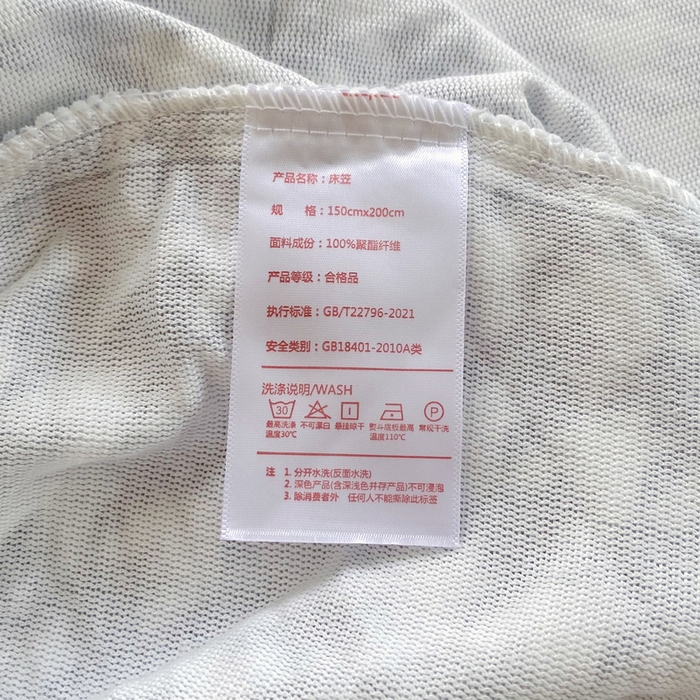 产品名称：床笠
规 格：150cmx200cm
面料成份：100%聚酯纤维
产品等级：合格品
执行标准：GB/T22796-2021
安全类别：GB18401-2010A类
洗涤说明/WASH
30 P
最高洗涤温度30℃ 不可漂白 悬挂晾干 熨斗底板最高温度110℃ 常规干洗
注 1. 分开水洗(反面水洗)
2. 深色产品(含深浅色并存产品)不可浸泡
3. 除消费者外 任何人不能撕除此标签